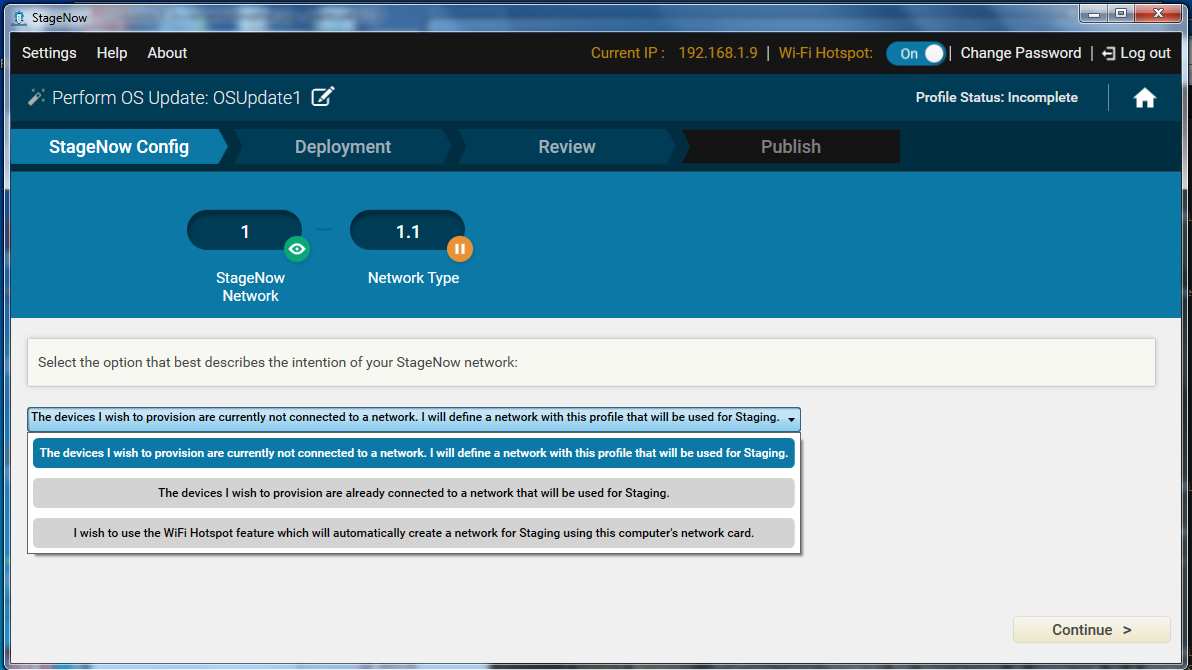 StageNow
Settings Help About Current IP : 192.168.1.9 | Wi-Fi Hotspot: On | Change Password | Log out
Perform OS Update: OSUpdate1 Profile Status: Incomplete
StageNow Config Deployment Review Publish
1 1.1
StageNow Network Network Type
Select the option that best describes the intention of your StageNow network:
The devices I wish to provision are currently not connected to a network. I will define a network with this profile that will be used for Staging.
The devices I wish to provision are currently not connected to a network. I will define a network with this profile that will be used for Staging.
The devices I wish to provision are already connected to a network that will be used for Staging.
I wish to use the WiFi Hotspot feature which will automatically create a network for Staging using this computer's network card.
Continue >